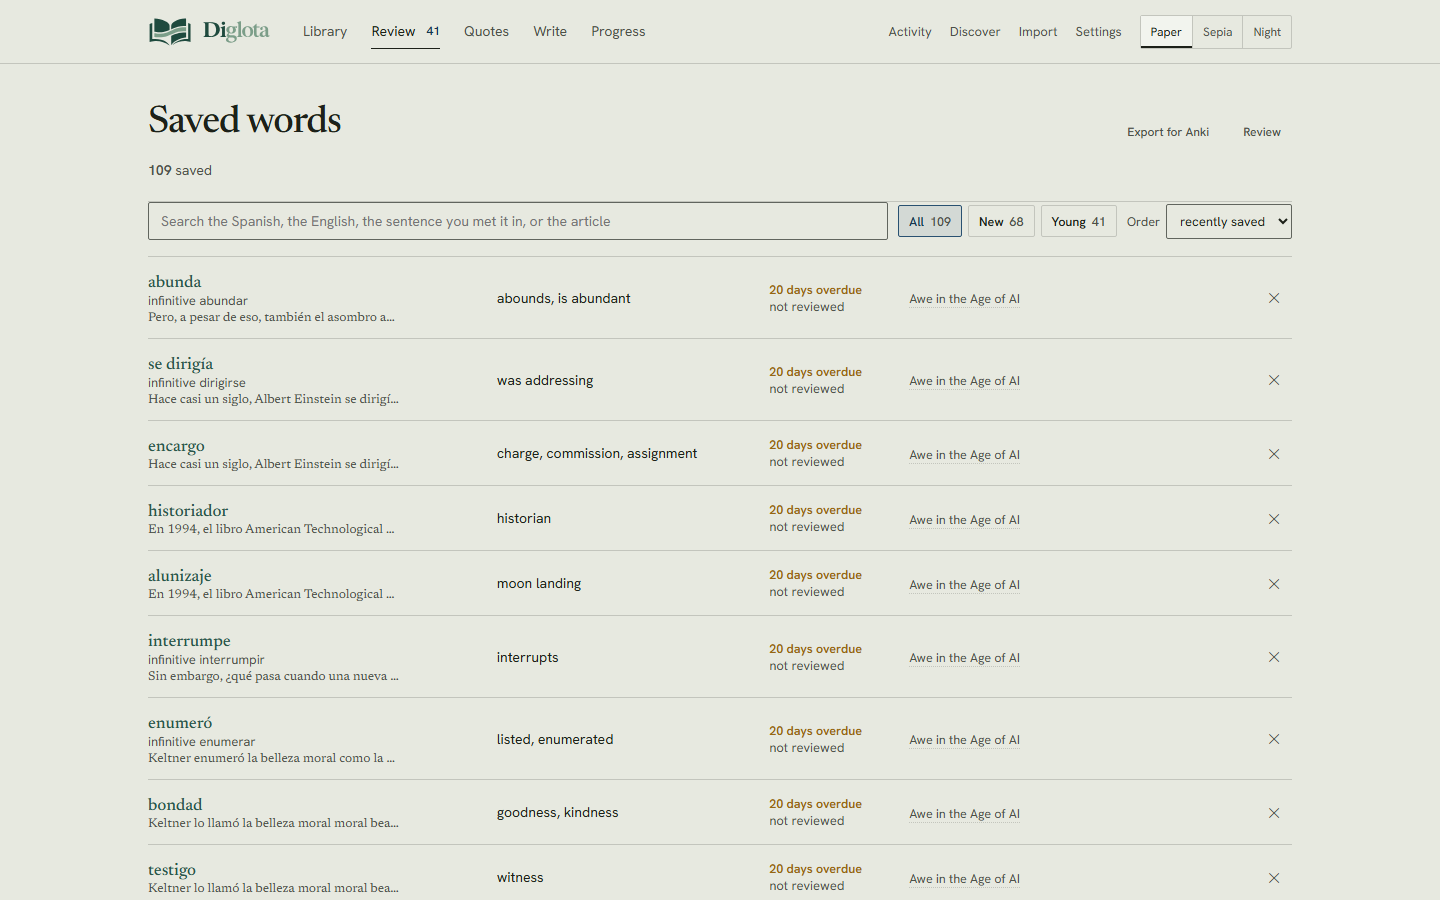 Diglota
Library
Review 41
Quotes
Write
Progress
Activity
Discover
Import
Settings
Paper
Sepia
Night
Saved words
Export for Anki
Review
109 saved
Search the Spanish, the English, the sentence you met it in, or the article
All 109
New 68
Young 41
Order
recently saved
abunda
infinitive abundar
Pero, a pesar de eso, también el asombro a...
abounds, is abundant
20 days overdue
not reviewed
Awe in the Age of AI
se dirigía
infinitive dirigirse
Hace casi un siglo, Albert Einstein se dirigí...
was addressing
20 days overdue
not reviewed
Awe in the Age of AI
encargo
Hace casi un siglo, Albert Einstein se dirigí...
charge, commission, assignment
20 days overdue
not reviewed
Awe in the Age of AI
historiador
En 1994, el libro American Technological ...
historian
20 days overdue
not reviewed
Awe in the Age of AI
alunizaje
En 1994, el libro American Technological ...
moon landing
20 days overdue
not reviewed
Awe in the Age of AI
interrumpe
infinitive interrumpir
Sin embargo, ¿qué pasa cuando una nueva ...
interrupts
20 days overdue
not reviewed
Awe in the Age of AI
enumeró
infinitive enumerar
Keltner enumeró la belleza moral como la ...
listed, enumerated
20 days overdue
not reviewed
Awe in the Age of AI
bondad
Keltner lo llamó la belleza moral moral bea...
goodness, kindness
20 days overdue
not reviewed
Awe in the Age of AI
testigo
Keltner lo llamó la belleza moral moral bea...
witness
20 days overdue
not reviewed
Awe in the Age of AI